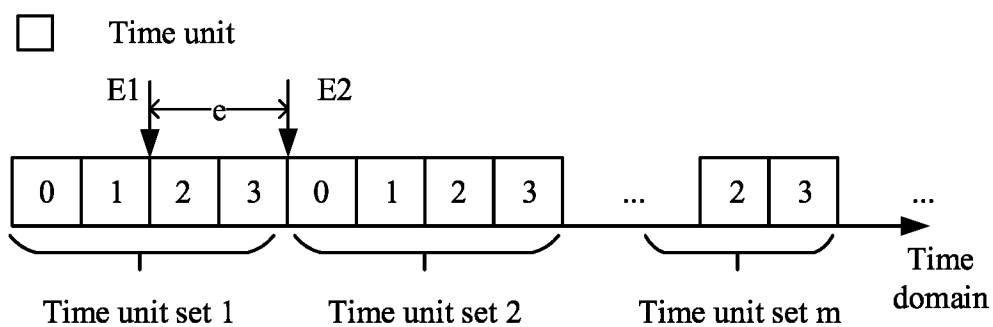 Time unit
E1 e E2
0 1 2 3 0 1 2 3 ... 2 3 ...
Time
domain
Time unit set 1 Time unit set 2 Time unit set m